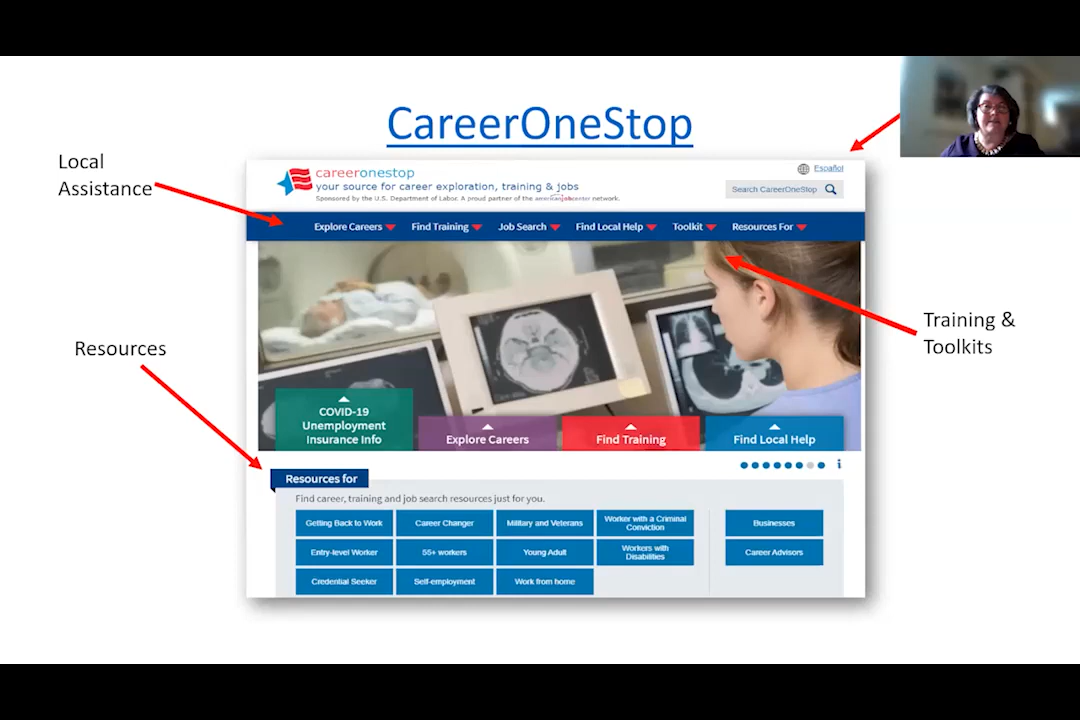 CareerOneStop
Local
Assistance
careeronestop
your source for career exploration, training & jobs
Sponsored by the U.S. Department of Labor. A proud partner of the americanjobcenter network.
Español
Search CareerOneStop
Explore Careers
Find Training
Job Search
Find Local Help
Toolkit
Resources For
Training &
Toolkits
Resources
COVID-19
Unemployment
Insurance Info
Explore Careers
Find Training
Find Local Help
i
Resources for
Find career, training and job search resources just for you.
Getting Back to Work
Career Changer
Military and Veterans
Worker with a Criminal
Conviction
Businesses
Entry-level Worker
55+ workers
Young Adult
Workers with
Disabilities
Career Advisors
Credential Seeker
Self-employment
Work from home